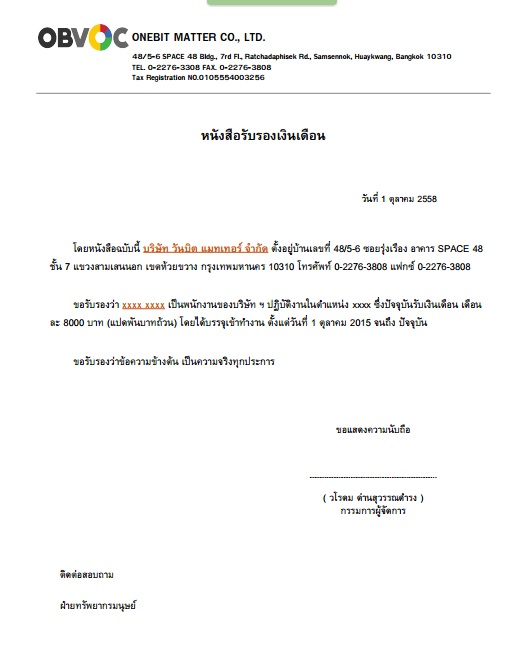 OBVOC ONEBIT MATTER CO., LTD.
48/5-6 SPACE 48 Bldg., 7rd Fl., Ratchadaphisek Rd., Samsennok, Huaykwang, Bangkok 10310
TEL. 0-2276-3308 FAX. 0-2276-3808
Tax Registration NO.0105554003256
หนังสือรับรองเงินเดือน
วันที่ 1 ตุลาคม 2558
โดยหนังสือฉบับนี้ บริษัท วันบิต แมทเทอร์ จำกัด ตั้งอยู่บ้านเลขที่ 48/5-6 ซอยรุ่งเรือง อาคาร SPACE 48
ชั้น 7 แขวงสามเสนนอก เขตห้วยขวาง กรุงเทพมหานคร 10310 โทรศัพท์ 0-2276-3808 แฟกซ์ 0-2276-3808
ขอรับรองว่า xxxx xxxx เป็นพนักงานของบริษัท ฯ ปฏิบัติงานในตำแหน่ง xxxx ซึ่งปัจจุบันรับเงินเดือน เดือน
ละ 8000 บาท (แปดพันบาทถ้วน) โดยได้บรรจุเข้าทำงาน ตั้งแต่วันที่ 1 ตุลาคม 2015 จนถึง ปัจจุบัน
ขอรับรองว่าข้อความข้างต้น เป็นความจริงทุกประการ
ขอแสดงความนับถือ
( วโรดม ด่านสุวรรณดำรง )
กรรมการผู้จัดการ
ติดต่อสอบถาม
ฝ่ายทรัพยากรมนุษย์